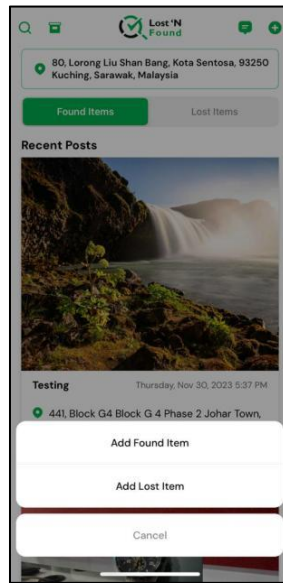 Lost 'N
Found
80, Lorong Liu Shan Bang, Kota Sentosa, 93250
Kuching, Sarawak, Malaysia
Found Items
Lost Items
Recent Posts
Testing
Thursday, Nov 30, 2023 5:37 PM
441, Block G4 Block G 4 Phase 2 Johar Town,
Add Found Item
Add Lost Item
Cancel